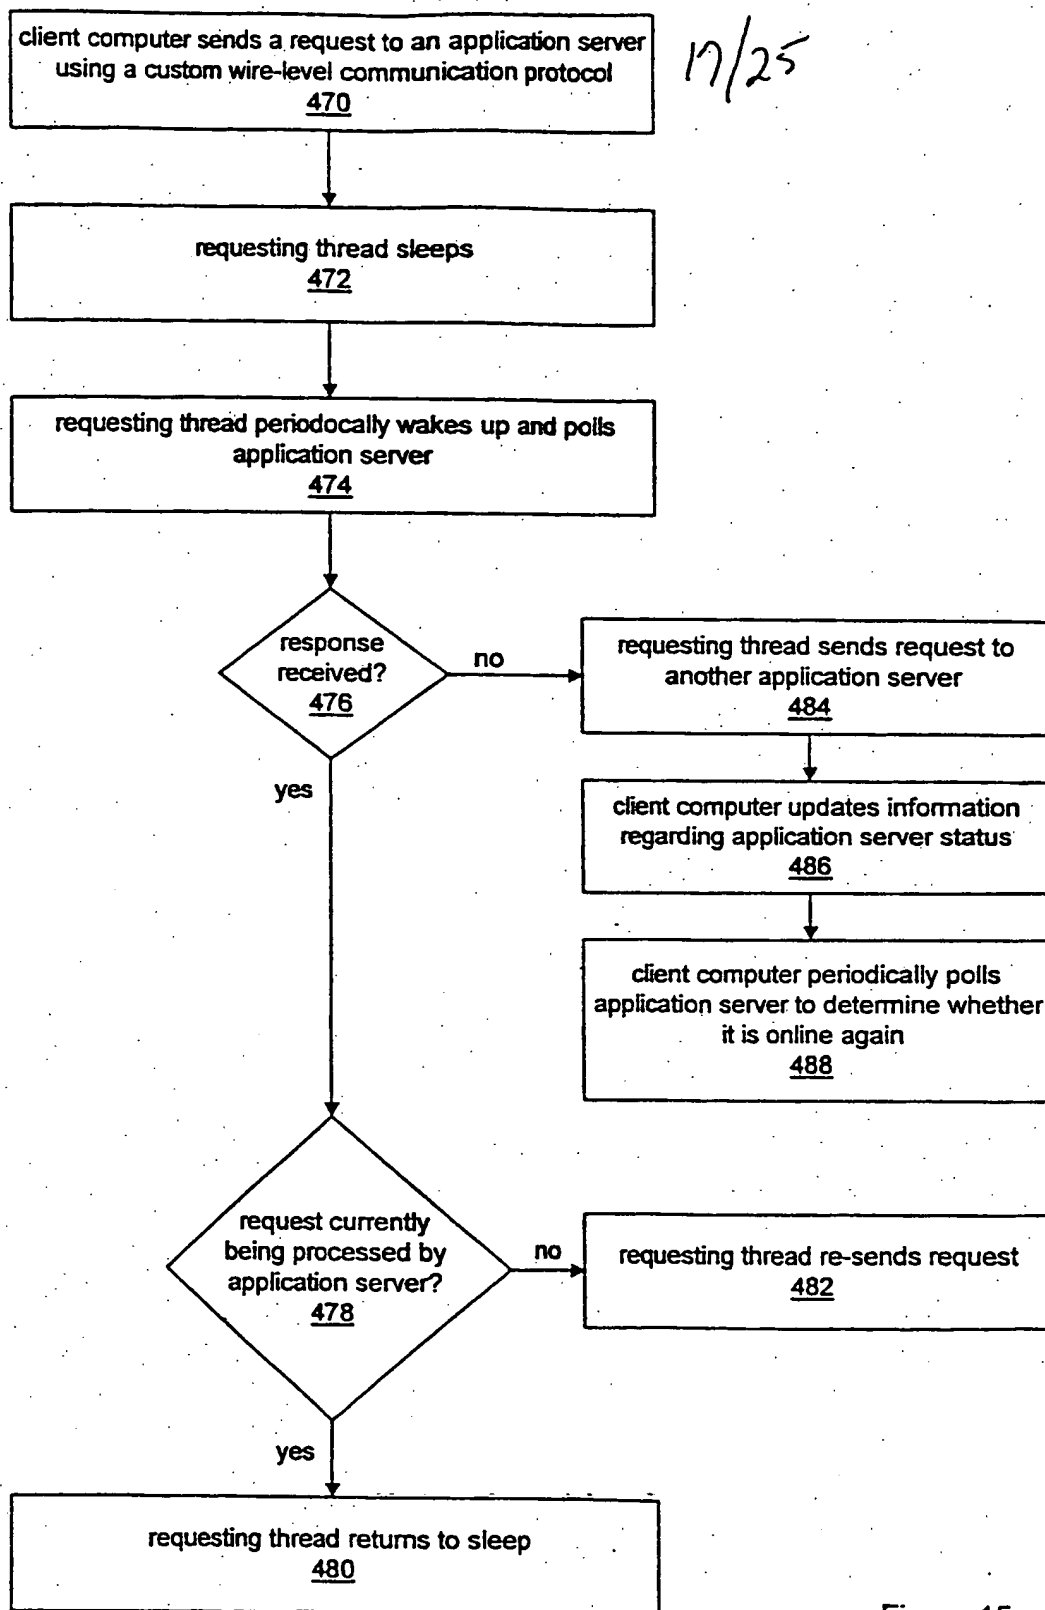 client computer sends a request to an application server
using a custom wire-level communication protocol
470
17/25
requesting thread sleeps
472
requesting thread periodocally wakes up and polls
application server
474
response
received?
476
no
requesting thread sends request to
another application server
484
yes
client computer updates information
regarding application server status
486
client computer periodically polls
application server to determine whether
it is online again
488
request currently
being processed by
application server?
478
no
requesting thread re-sends request
482
yes
requesting thread returns to sleep
480